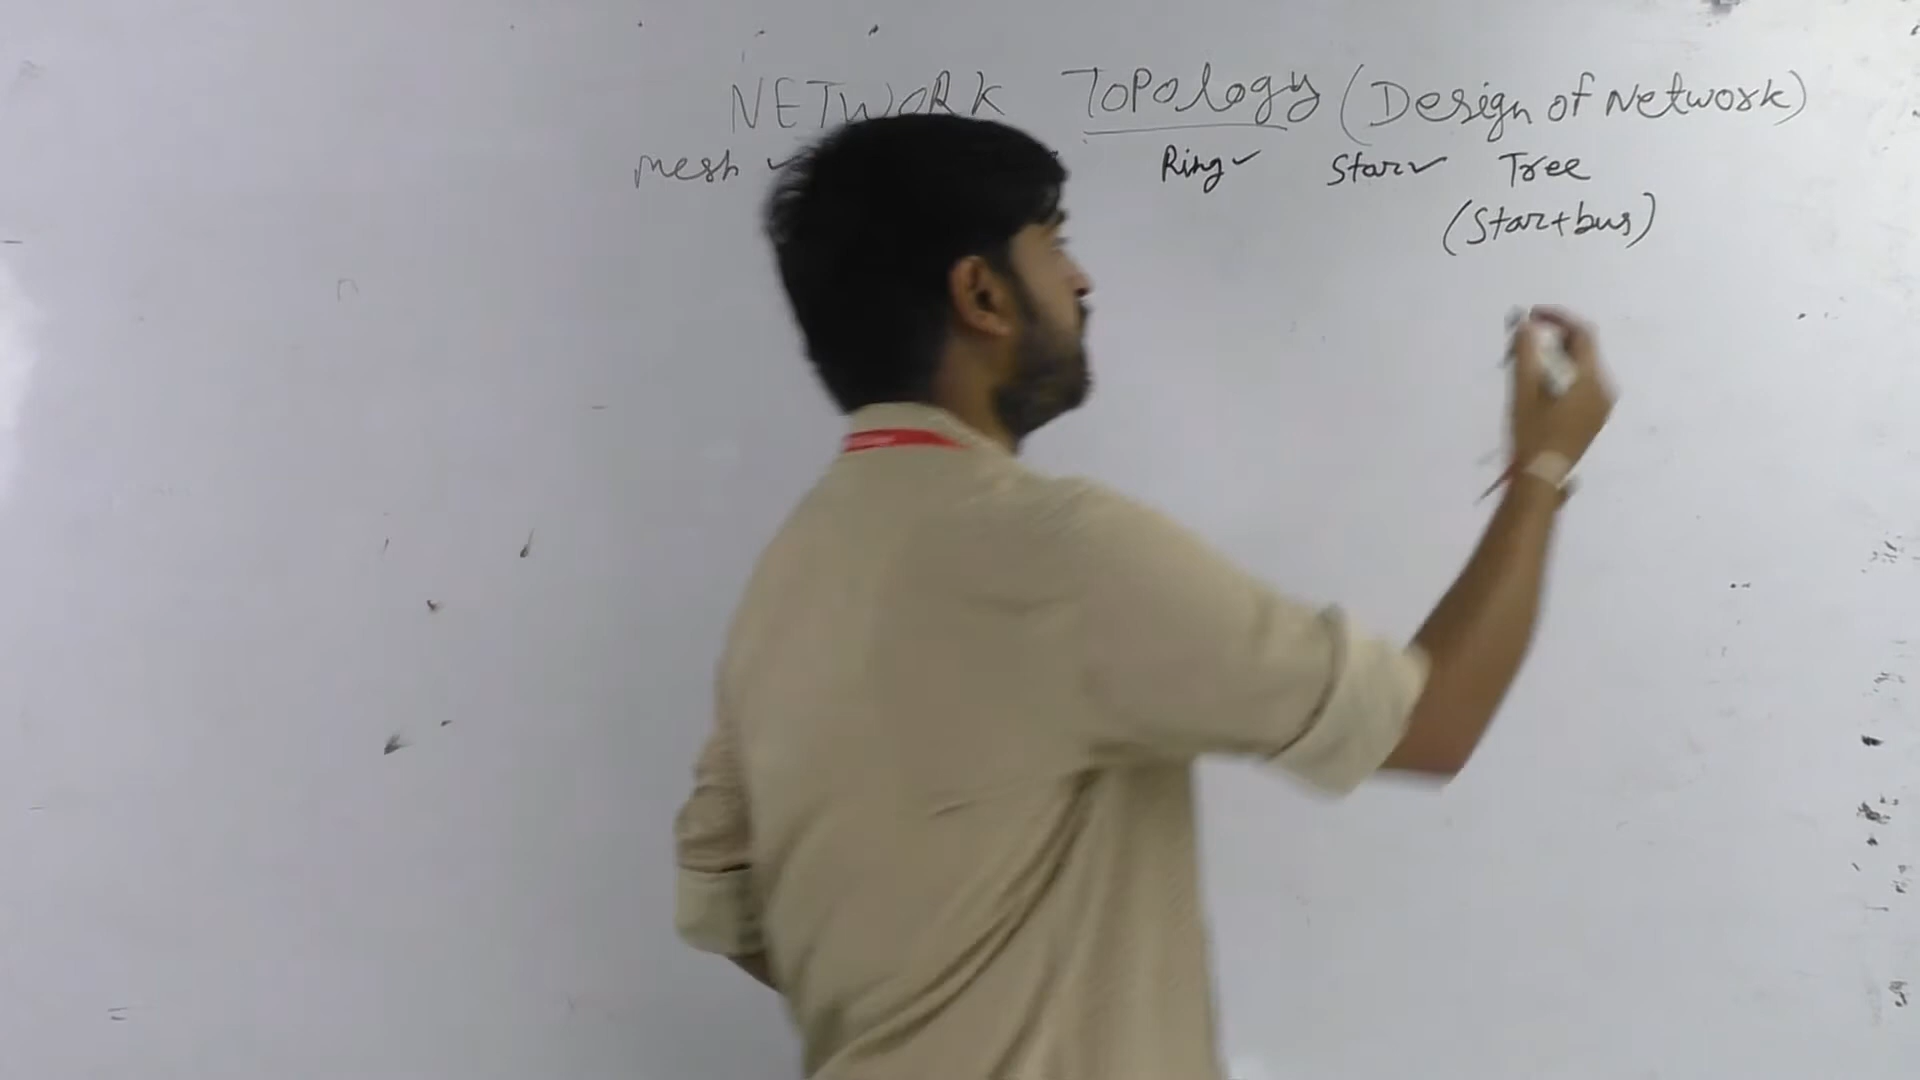 NETWORK Topology (Design of Network)
mesh ✓ Ring ✓ Star ✓ Tree
(Star+bus)